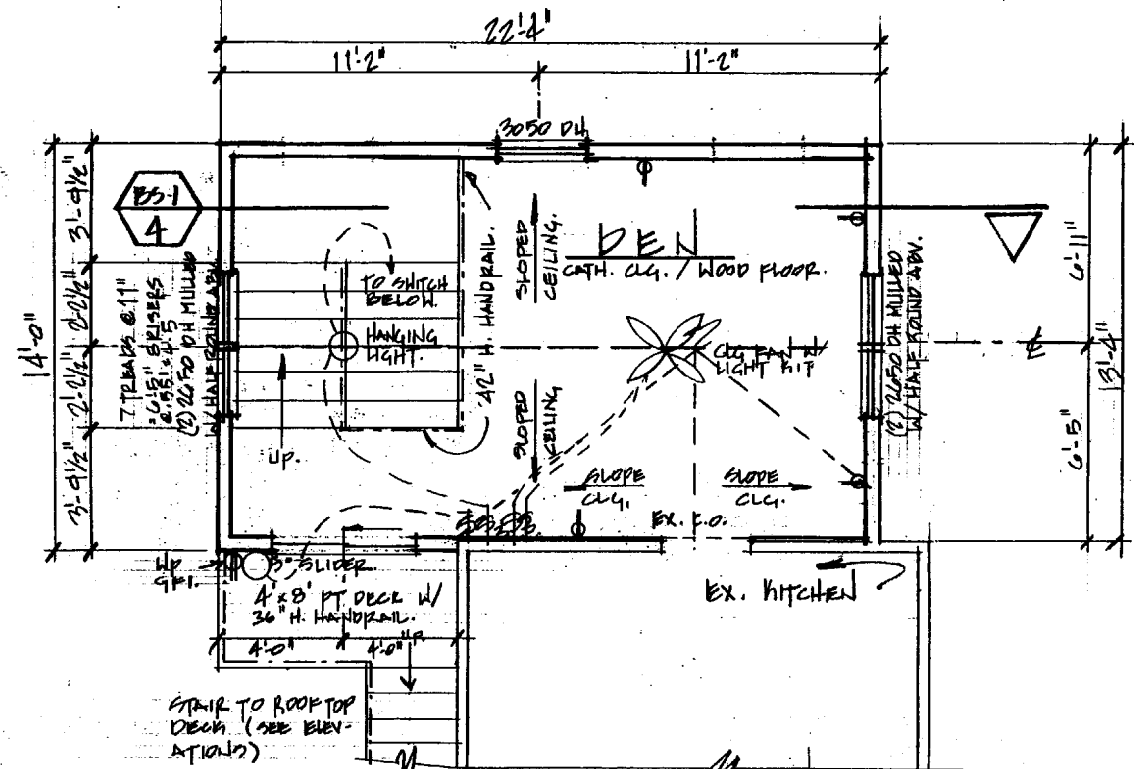 22'-4"
11'-2"
11'-2"
3050 DH
BS-1
4
3'-9½"
2'-2½"
2'-2½"
3'-9½"
14'-0"
7 TREADS @ 11"
(2) 2650 DH MULLED
W/ HALF ROUND ABV.
TO SWITCH
BELOW.
HANGING
LIGHT.
UP.
42" H. HANDRAIL.
SLOPED
CEILING.
DEN
CATH. CLG. / WOOD FLOOR.
CLG FAN W/
LIGHT KIT
SLOPED
CEILING
SLOPE
CLG.
SLOPE
CLG.
(2) 2650 DH MULLED
W/ HALF ROUND ABV.
6'-11"
6'-5"
13'-4"
$$ $$
EX. C.O.
EX. KITCHEN
WP
GFI.
SLIDER
4'x8' PT DECK W/
36" H. HANDRAIL.
4'-0"
4'-0"
UP
STAIR TO ROOFTOP
DECK (SEE ELEV-
ATIONS)